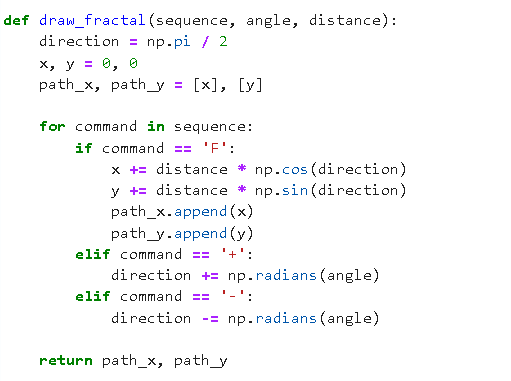 def draw_fractal(sequence, angle, distance):
    direction = np.pi / 2
    x, y = 0, 0
    path_x, path_y = [x], [y]

    for command in sequence:
        if command == 'F':
            x += distance * np.cos(direction)
            y += distance * np.sin(direction)
            path_x.append(x)
            path_y.append(y)
        elif command == '+':
            direction += np.radians(angle)
        elif command == '-':
            direction -= np.radians(angle)

    return path_x, path_y